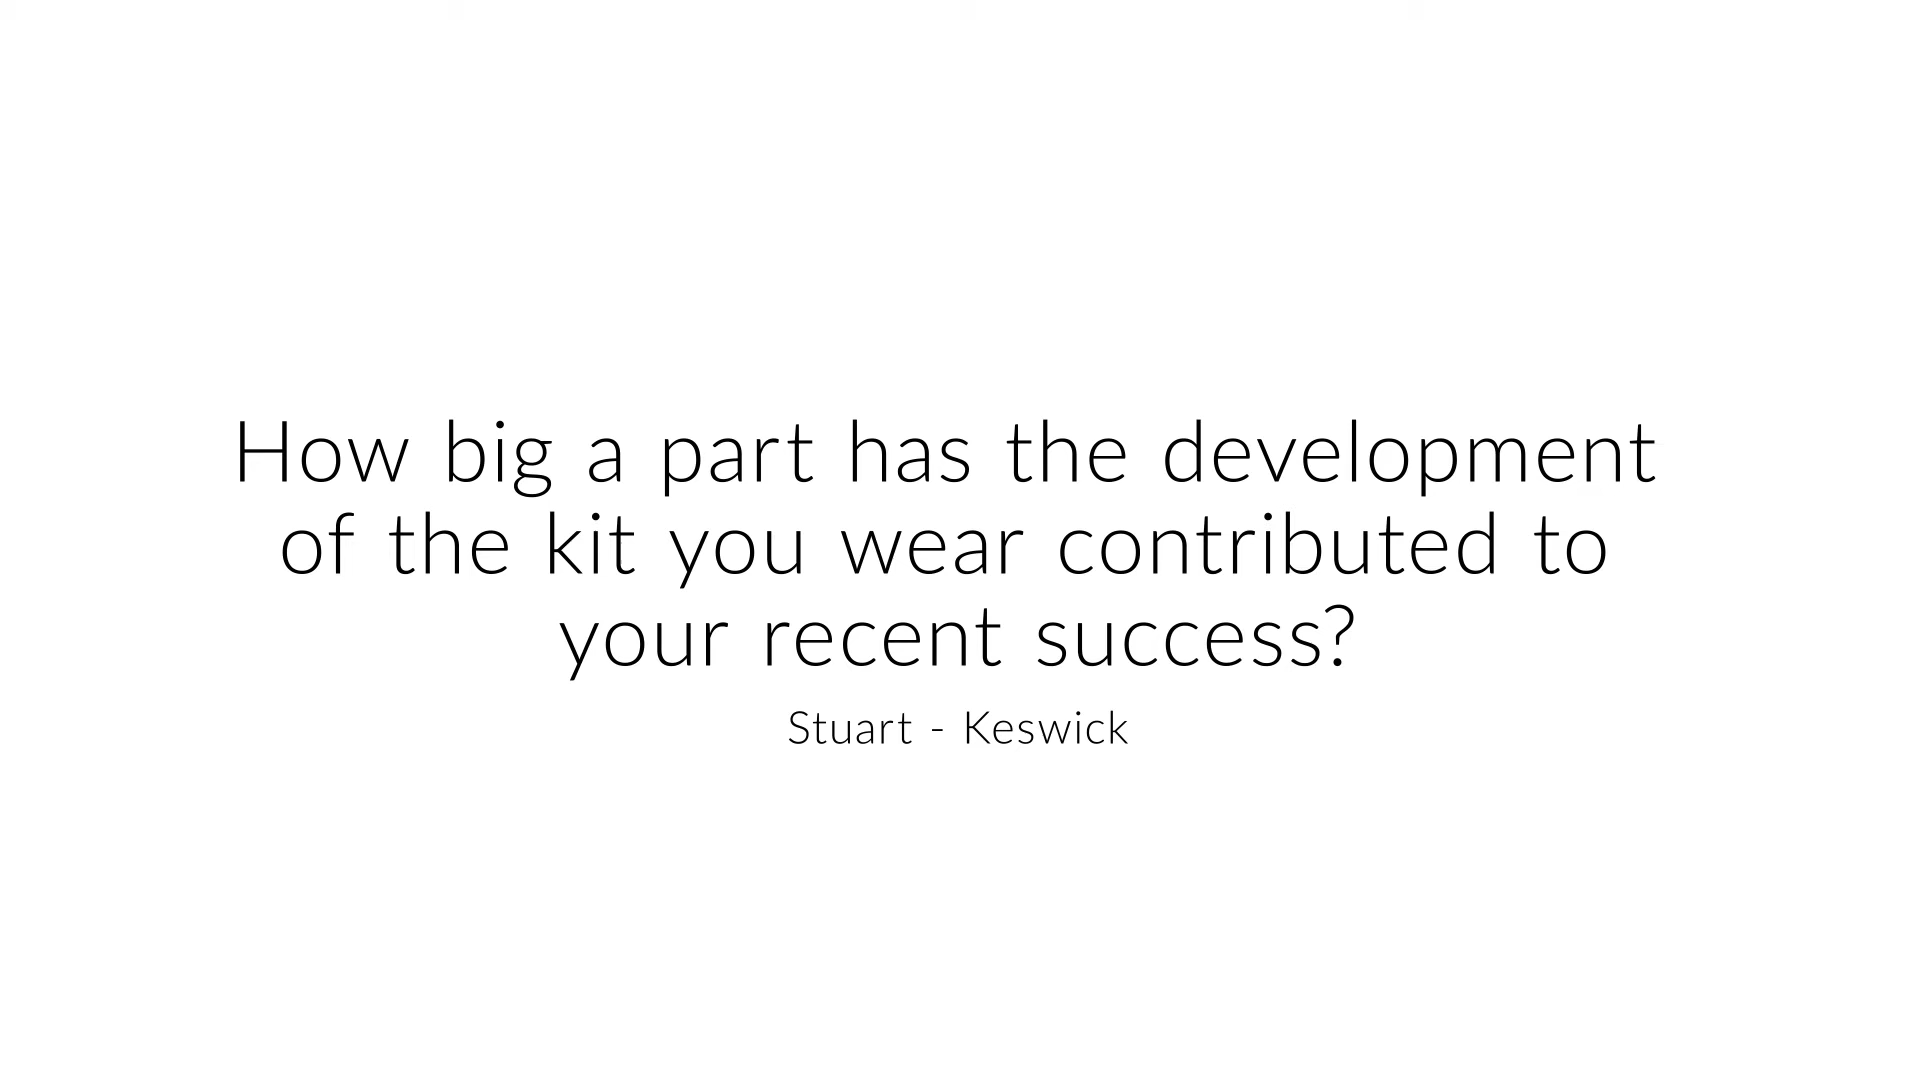 How big a part has the development
of the kit you wear contributed to
your recent success?
Stuart - Keswick